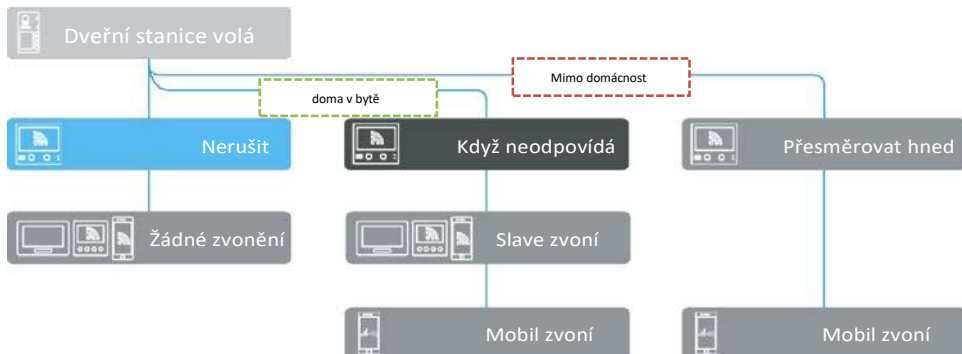 Dveřní stanice volá
Mimo domácnost
doma v bytě
Nerušit
Když neodpovídá
Přesměrovat hned
Žádné zvonění
Slave zvoní
Mobil zvoní
Mobil zvoní